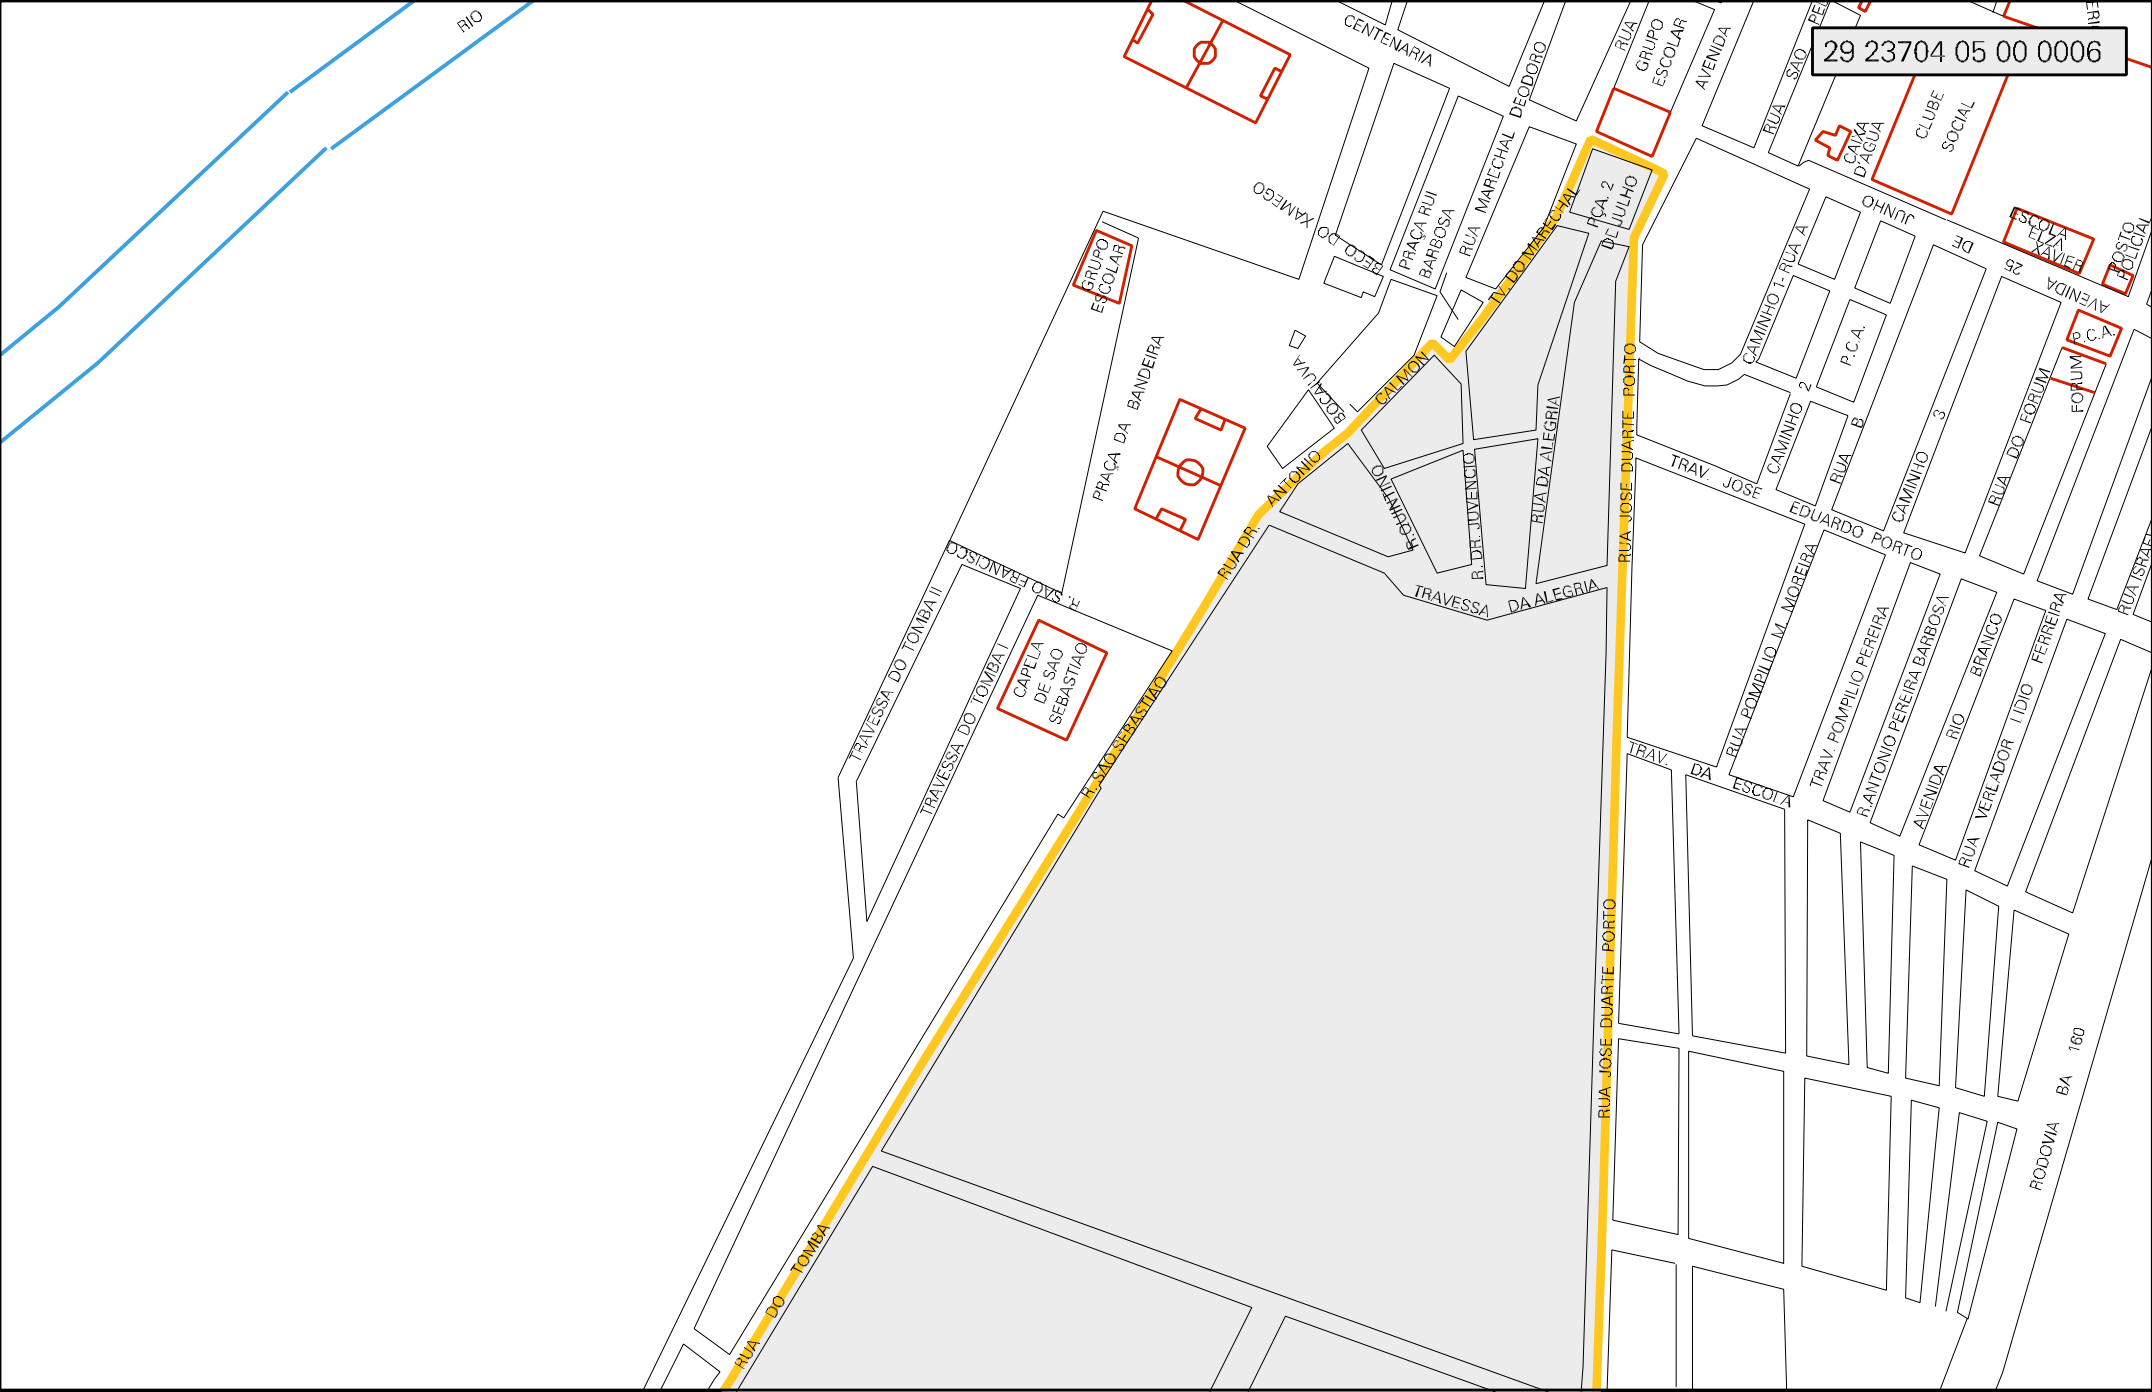 RIO
CENTENARIA
RUA MARECHAL DEODORO
RUA
GRUPO
ESCOLAR
AVENIDA
RUA SAO
29 23704 05 00 0006
CLUBE
SOCIAL
CAIXA
D'AGUA
AVENIDA 25 DE JUNHO
ESCOLA
ELZA
XAVIER
POSTO
POLICIAL
P.C.A.
FORUM
BECO DO XAMEGO
PRAÇA RUI
BARBOSA
TV. DO MARECHAL
PÇA. 2
DE JULHO
GRUPO
ESCOLAR
PRAÇA DA BANDEIRA
BOCAIUVA
RUA DR. ANTONIO CALMON
R. QUINTINO
R. DR. JUVENCIO
RUA DA ALEGRIA
TRAVESSA DA ALEGRIA
RUA JOSE DUARTE PORTO
CAMINHO 1-RUA A
P.C.A.
CAMINHO 2
RUA B
CAMINHO 3
RUA DO FORUM
TRAV. JOSE EDUARDO PORTO
RUA POMPILIO M. MOREIRA
TRAV. POMPILIO PEREIRA
R.ANTONIO PEREIRA BARBOSA
AVENIDA RIO BRANCO
RUA VERLADOR LIDIO FERREIRA
TRAV. DA ESCOLA
R. SAO FRANCISCO
TRAVESSA DO TOMBA II
TRAVESSA DO TOMBA I
CAPELA
DE SAO
SEBASTIAO
R. SAO SEBASTIAO
RUA JOSE DUARTE PORTO
RODOVIA BA 160
RUA DO TOMBA